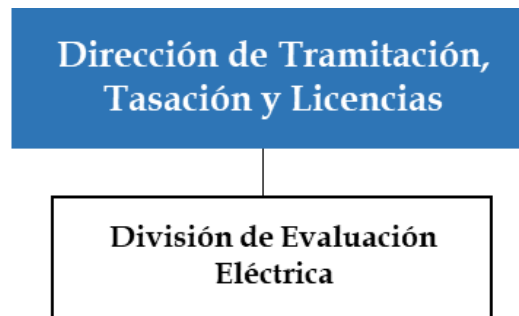 Dirección de Tramitación,
Tasación y Licencias
División de Evaluación
Eléctrica